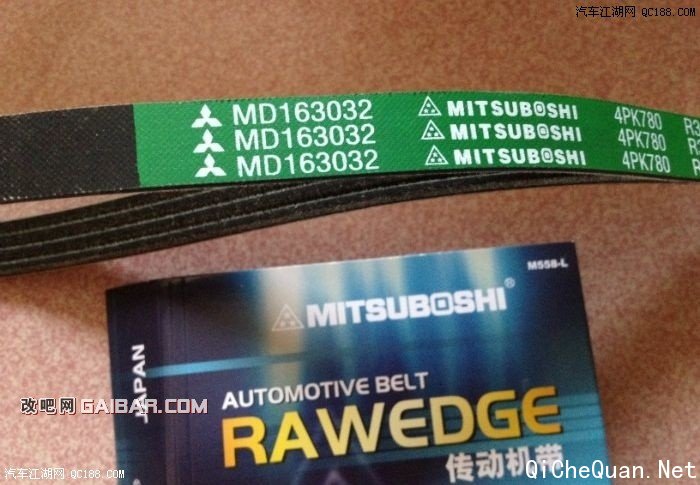 汽车江湖网 QC188.COM
MD163032 MITSUBOSHI 4PK780 R3
MD163032 MITSUBOSHI 4PK780
MD163032 MITSUBOSHI 4PK780 R
M558-L
MITSUBOSHI®
JAPAN
AUTOMOTIVE BELT
RAWEDGE
传动机带
改吧网 GAIBAR.COM
汽车江湖网 QC188.COM
QiCheQuan.Net